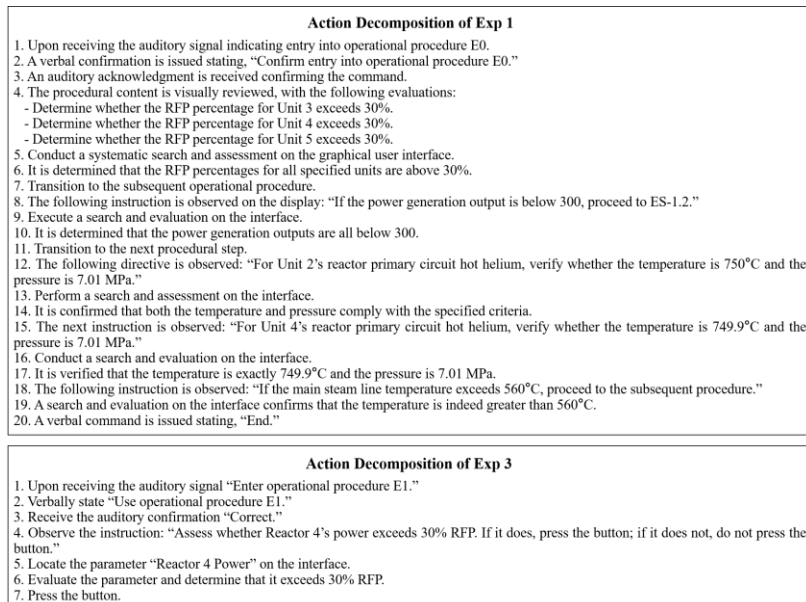 Action Decomposition of Exp 1
1. Upon receiving the auditory signal indicating entry into operational procedure E0.
2. A verbal confirmation is issued stating, “Confirm entry into operational procedure E0.”
3. An auditory acknowledgment is received confirming the command.
4. The procedural content is visually reviewed, with the following evaluations:
- Determine whether the RFP percentage for Unit 3 exceeds 30%.
- Determine whether the RFP percentage for Unit 4 exceeds 30%.
- Determine whether the RFP percentage for Unit 5 exceeds 30%.
5. Conduct a systematic search and assessment on the graphical user interface.
6. It is determined that the RFP percentages for all specified units are above 30%.
7. Transition to the subsequent operational procedure.
8. The following instruction is observed on the display: “If the power generation output is below 300, proceed to ES-1.2.”
9. Execute a search and evaluation on the interface.
10. It is determined that the power generation outputs are all below 300.
11. Transition to the next procedural step.
12. The following directive is observed: “For Unit 2’s reactor primary circuit hot helium, verify whether the temperature is 750°C and the
pressure is 7.01 MPa.”
13. Perform a search and assessment on the interface.
14. It is confirmed that both the temperature and pressure comply with the specified criteria.
15. The next instruction is observed: “For Unit 4’s reactor primary circuit hot helium, verify whether the temperature is 749.9°C and the
pressure is 7.01 MPa.”
16. Conduct a search and evaluation on the interface.
17. It is verified that the temperature is exactly 749.9°C and the pressure is 7.01 MPa.
18. The following instruction is observed: “If the main steam line temperature exceeds 560°C, proceed to the subsequent procedure.”
19. A search and evaluation on the interface confirms that the temperature is indeed greater than 560°C.
20. A verbal command is issued stating, “End.”
Action Decomposition of Exp 3
1. Upon receiving the auditory signal “Enter operational procedure E1.”
2. Verbally state “Use operational procedure E1.”
3. Receive the auditory confirmation “Correct.”
4. Observe the instruction: “Assess whether Reactor 4’s power exceeds 30% RFP. If it does, press the button; if it does not, do not press the
button.”
5. Locate the parameter “Reactor 4 Power” on the interface.
6. Evaluate the parameter and determine that it exceeds 30% RFP.
7. Press the button.